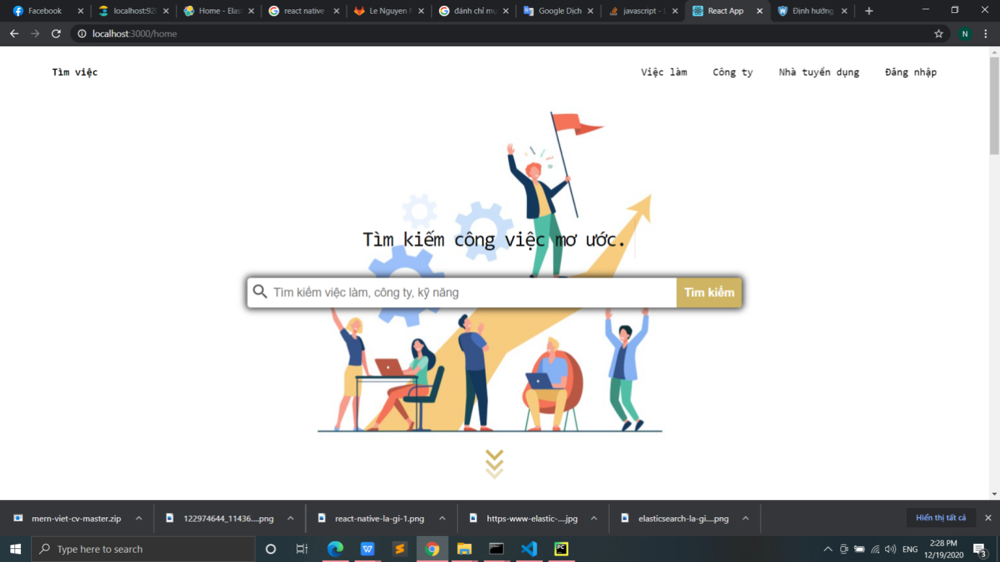 Facebook
localhost:920
Home - Elas
react native
Le Nguyen N
đánh chỉ mụ
Google Dịch
javascript - L
React App
Định hướng
localhost:3000/home
N
Tìm việc
Việc làm
Công ty
Nhà tuyển dụng
Đăng nhập
Tìm kiếm công việc mơ ước.
Tìm kiếm việc làm, công ty, kỹ năng
Tìm kiếm
mern-viet-cv-master.zip
122974644_11436....png
react-native-la-gi-1.png
https-www-elastic-....jpg
elasticsearch-la-gi....png
Hiển thị tất cả
Type here to search
W
PC
ENG
2:28 PM
12/19/2020
3